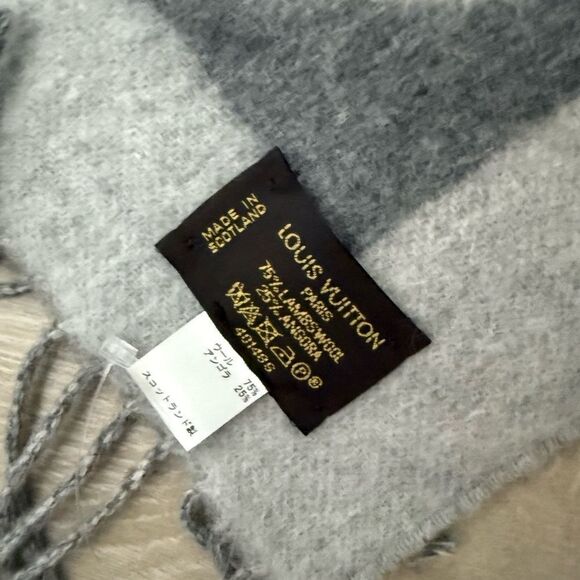 LOUIS VUITTON
PARIS
75% LAMBSWOOL
25% ANGORA
MADE IN
SCOTLAND
ウール 75%
アンゴラ 25%
スコットランド製